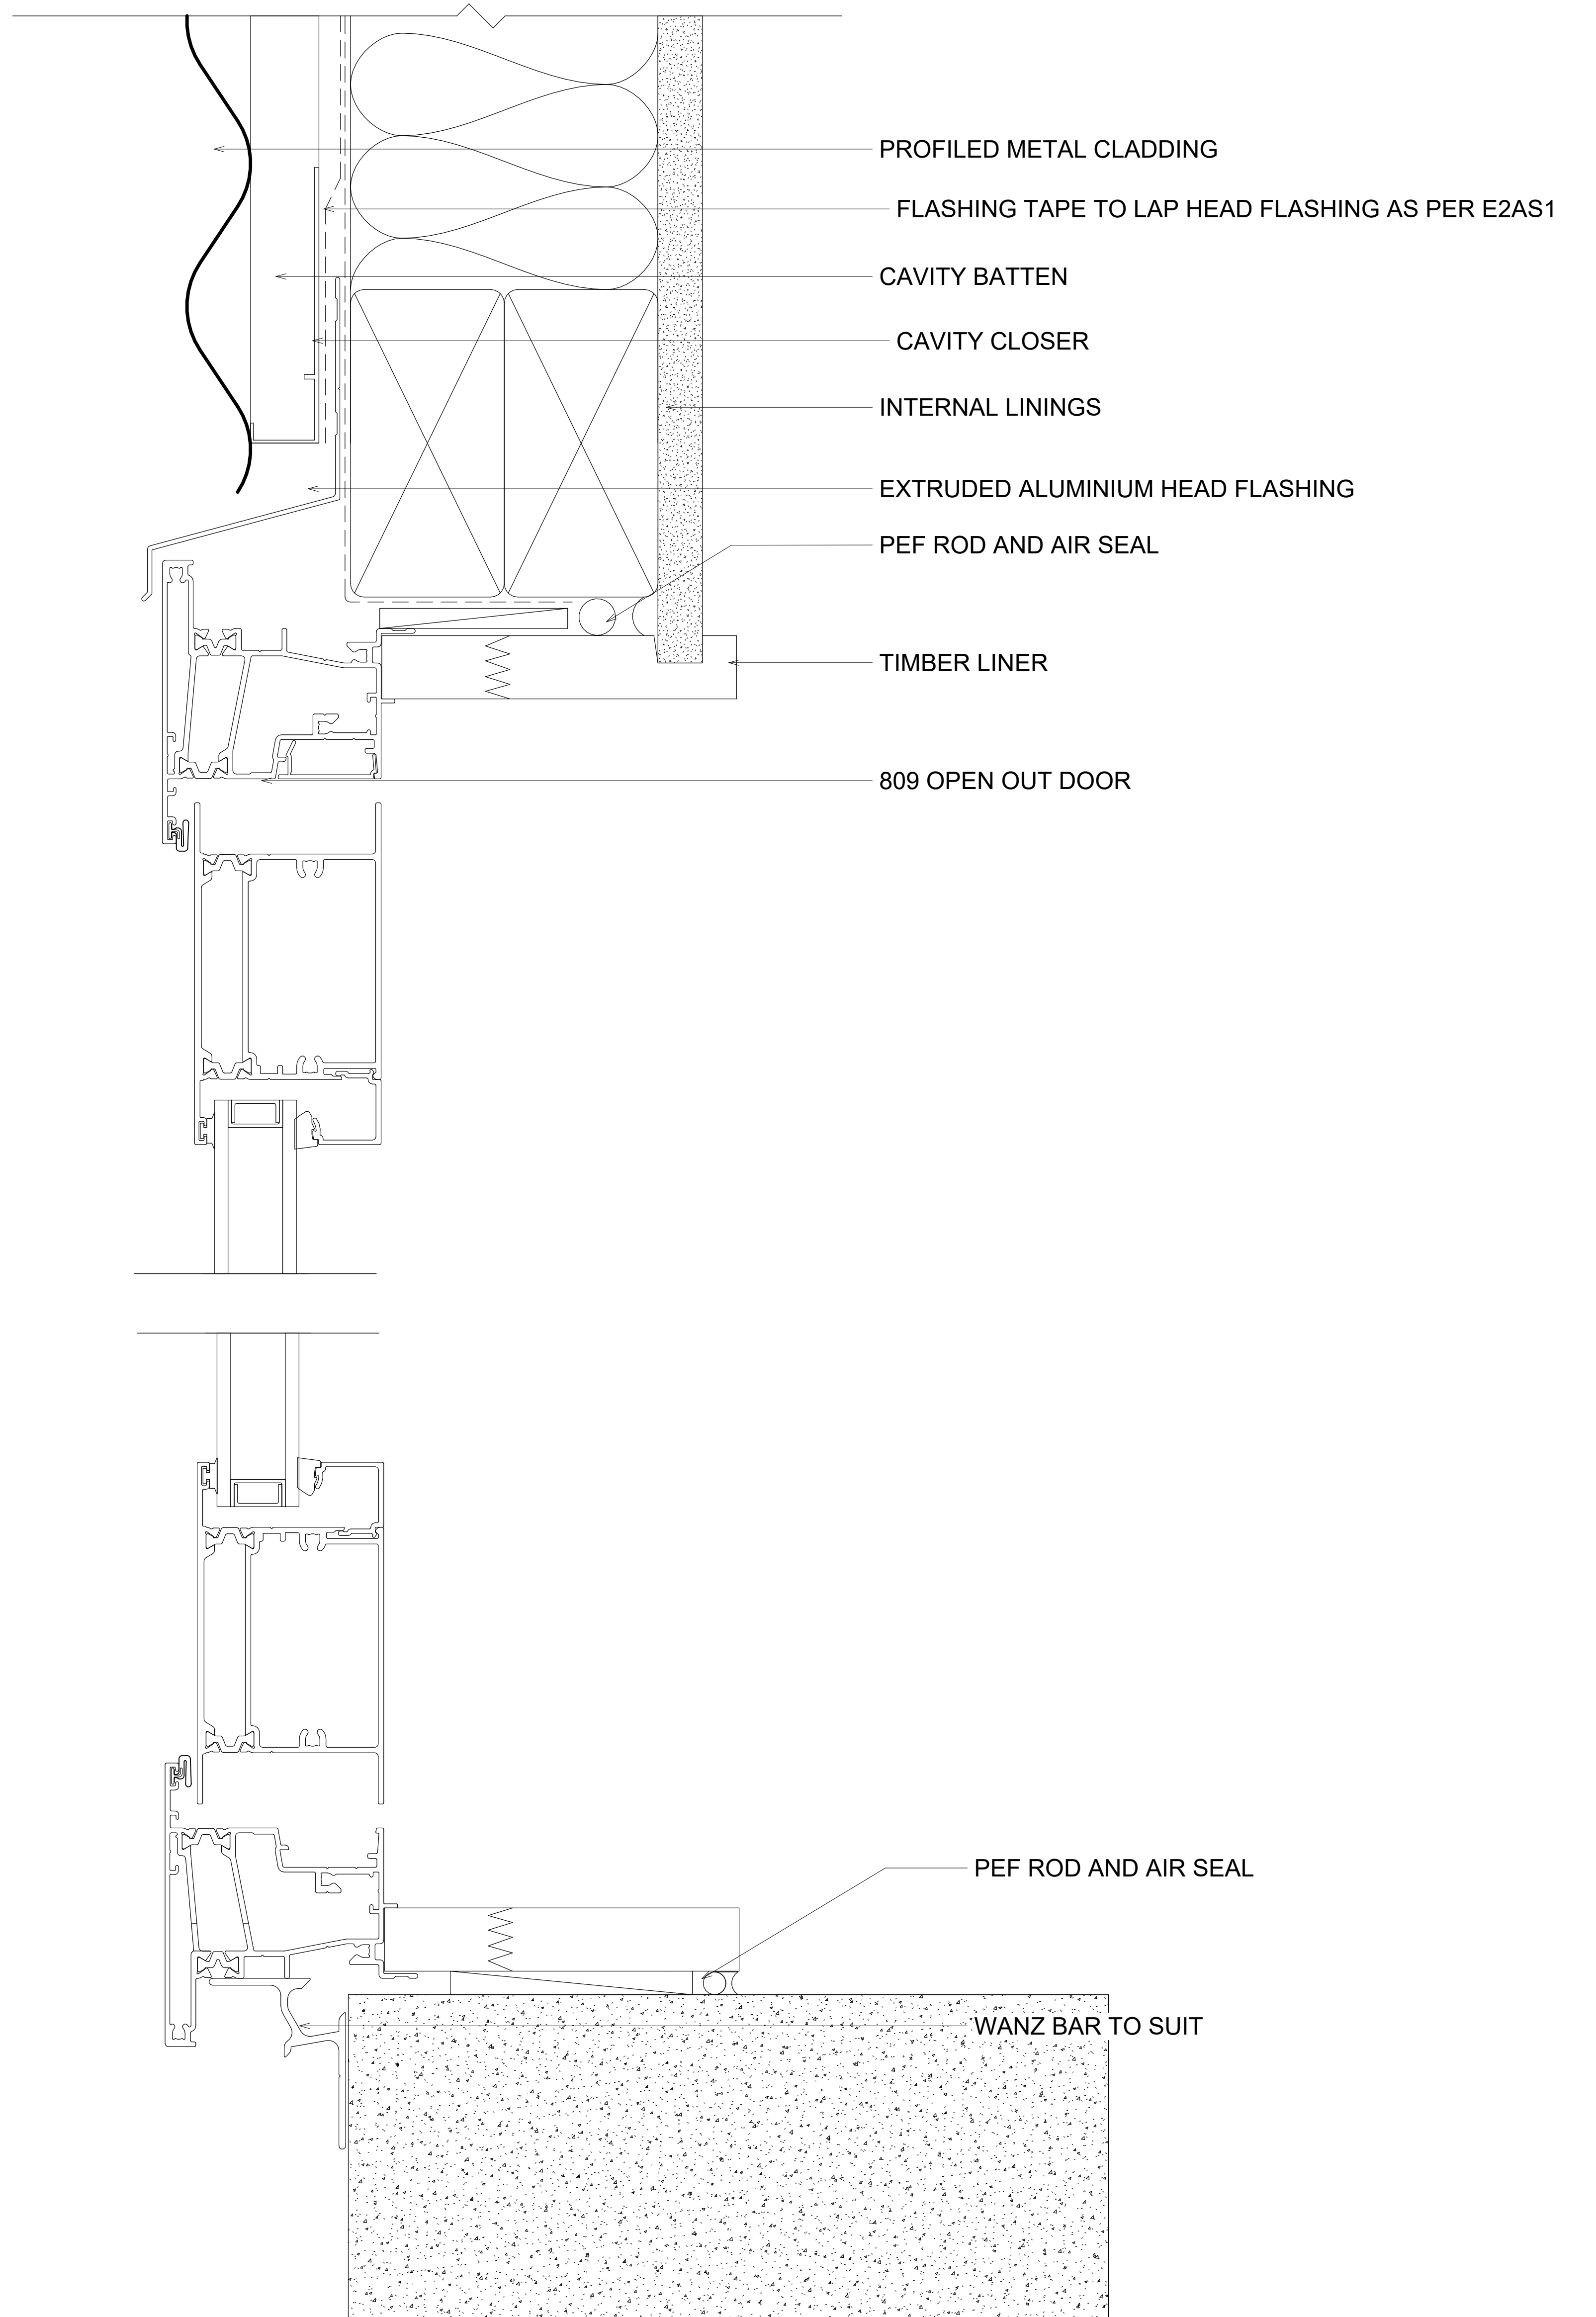 PROFILED METAL CLADDING
FLASHING TAPE TO LAP HEAD FLASHING AS PER E2AS1
CAVITY BATTEN
CAVITY CLOSER
INTERNAL LININGS
EXTRUDED ALUMINIUM HEAD FLASHING
PEF ROD AND AIR SEAL
TIMBER LINER
809 OPEN OUT DOOR
PEF ROD AND AIR SEAL
WANZ BAR TO SUIT